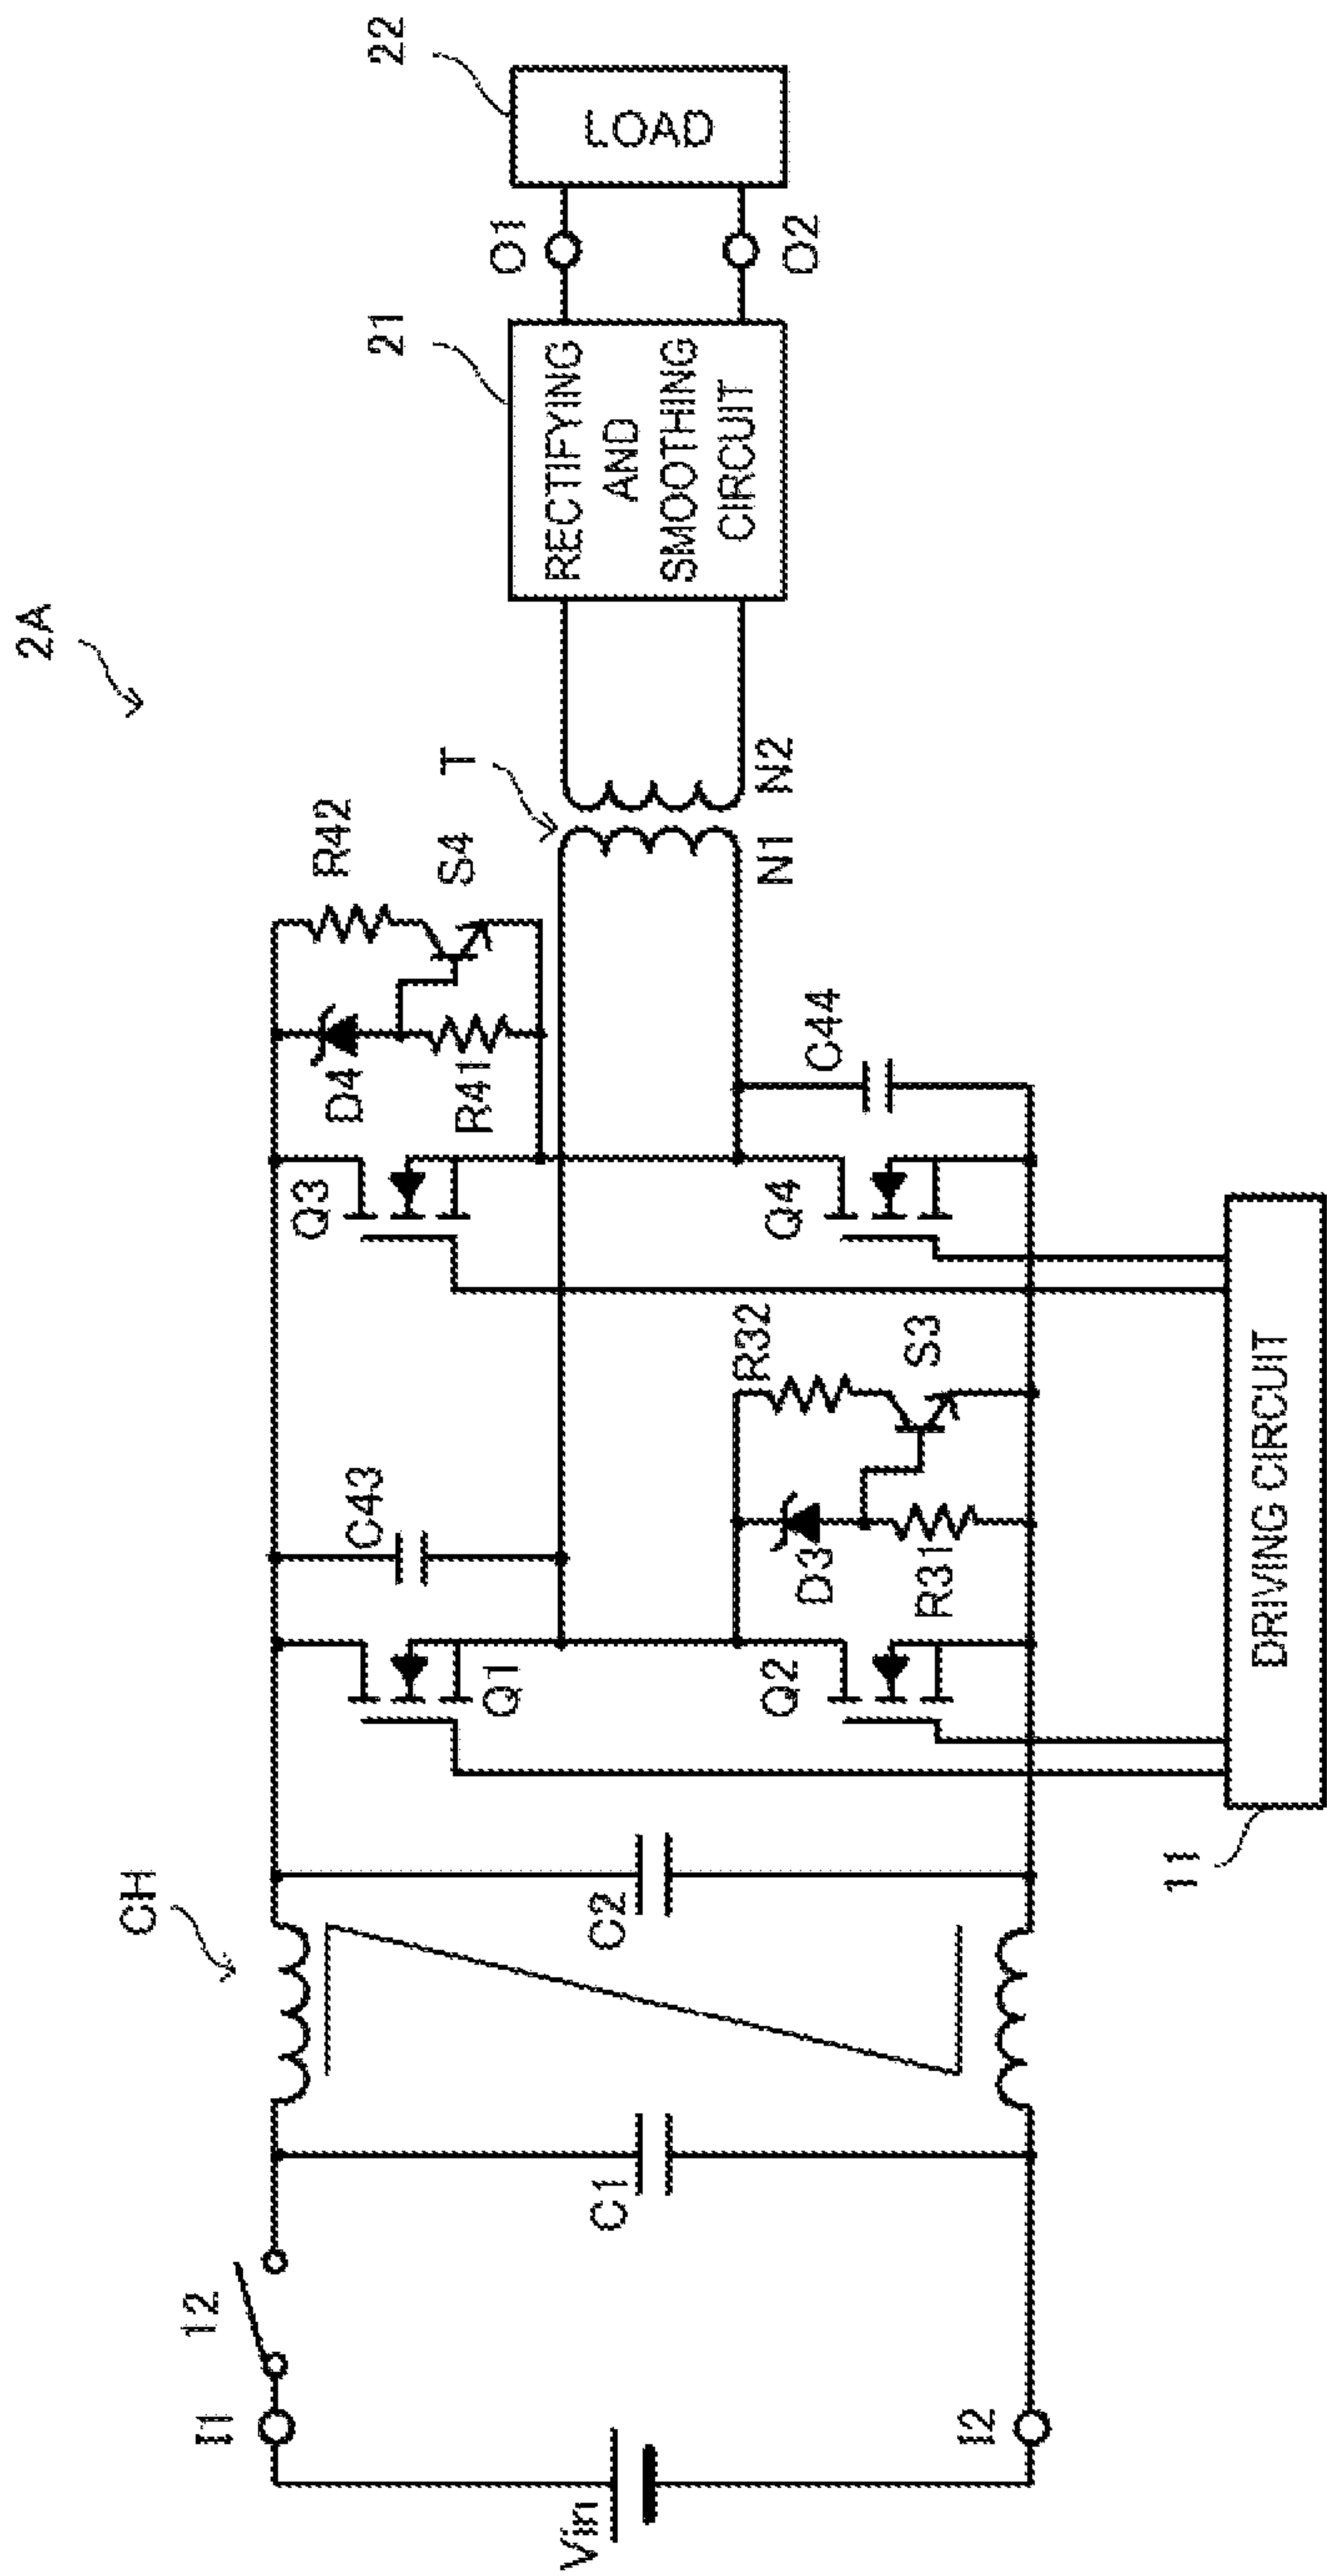 2A
CH
12
I1
Vin
I2
C1
C2
C43
Q1
Q2
D3
R31
R32
S3
Q3
Q4
D4
R41
R42
S4
C44
T
N1
N2
21
RECTIFYING
AND
SMOOTHING
CIRCUIT
O1
O2
22
LOAD
11
DRIVING CIRCUIT